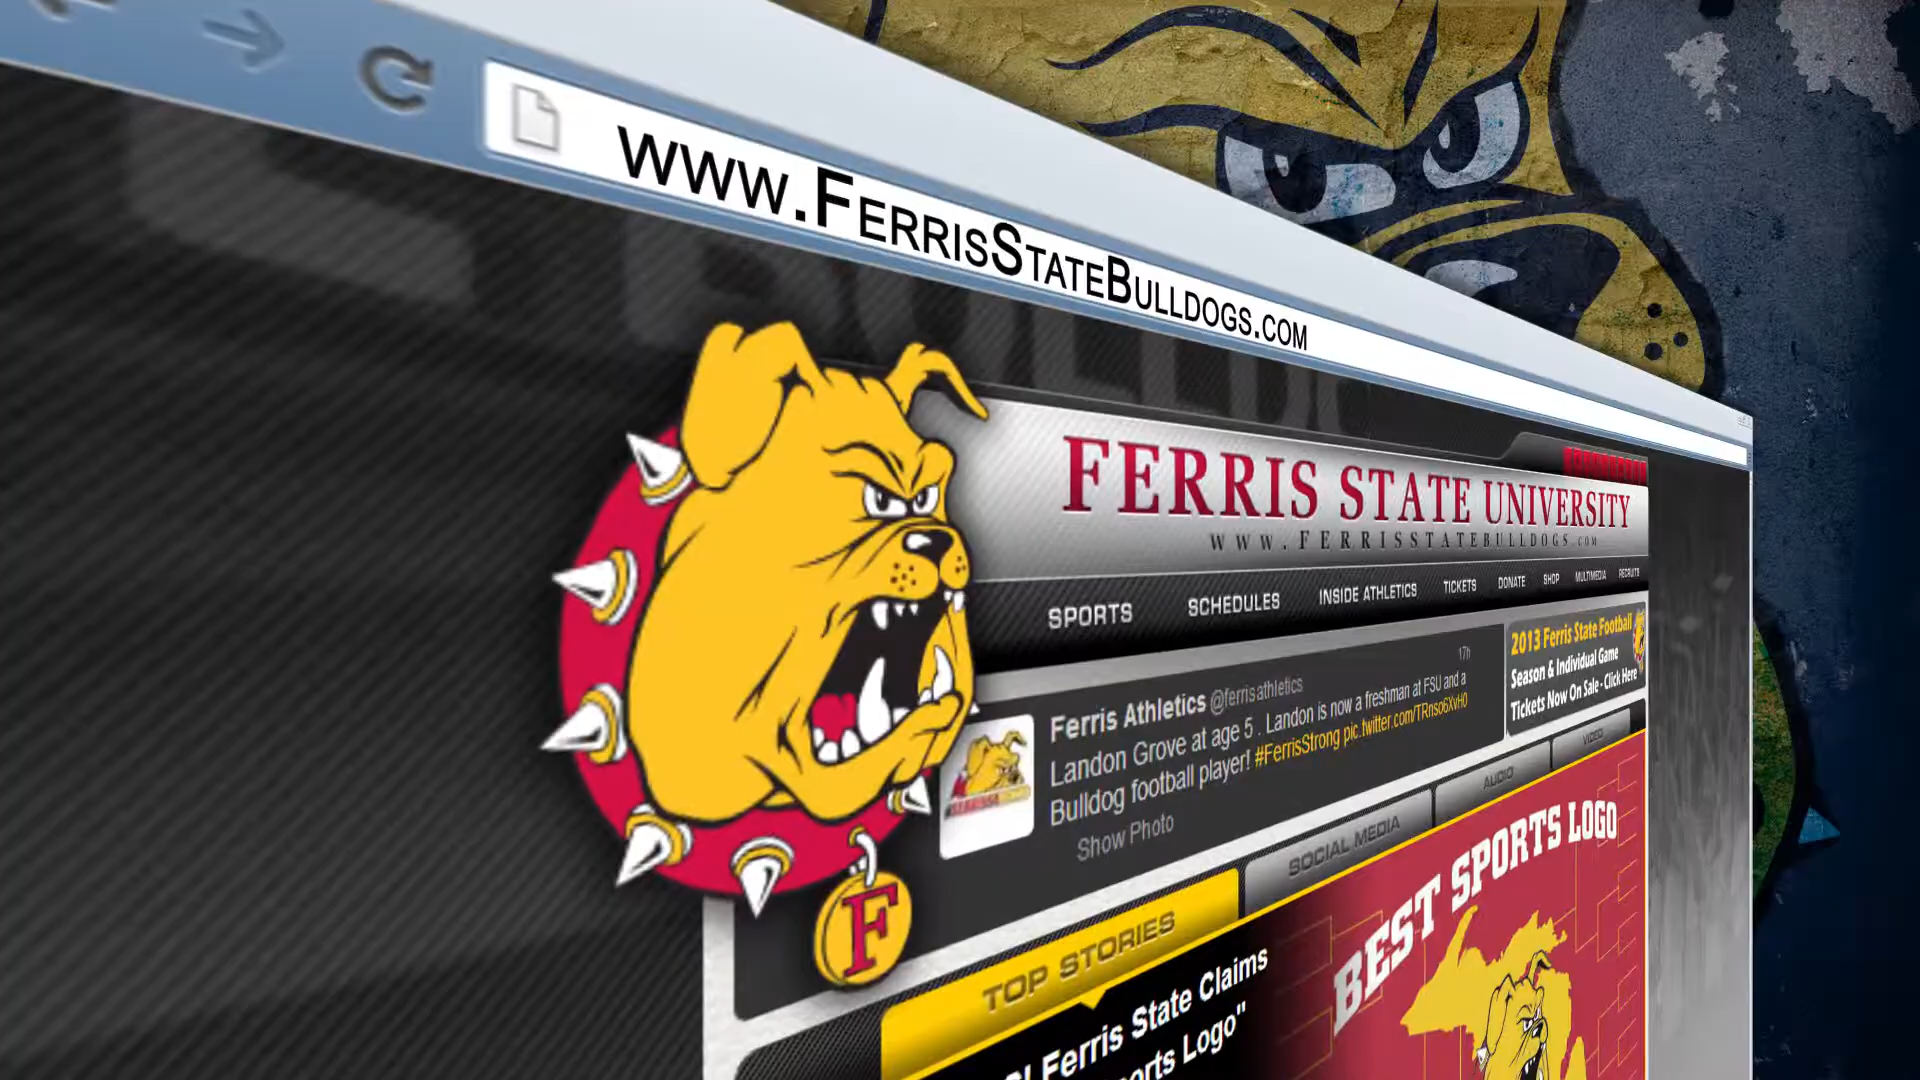 www.FerrisStateBulldogs.com
FERRIS STATE UNIVERSITY
WWW.FERRISSTATEBULLDOGS.COM
SPORTS SCHEDULES INSIDE ATHLETICS TICKETS DONATE SHOP MULTIMEDIA RECRUITS
2013 Ferris State Football
Season & Individual Game
Tickets Now On Sale - Click Here
Ferris Athletics @ferrisathletics 17h
Landon Grove at age 5 . Landon is now a freshman at FSU and a
Bulldog football player! #FerrisStrong pic.twitter.com/TRnso6XvH0
Show Photo
F
TOP STORIES SOCIAL MEDIA AUDIO VIDEO
Ferris State Claims
Logo"
BEST SPORTS LOGO